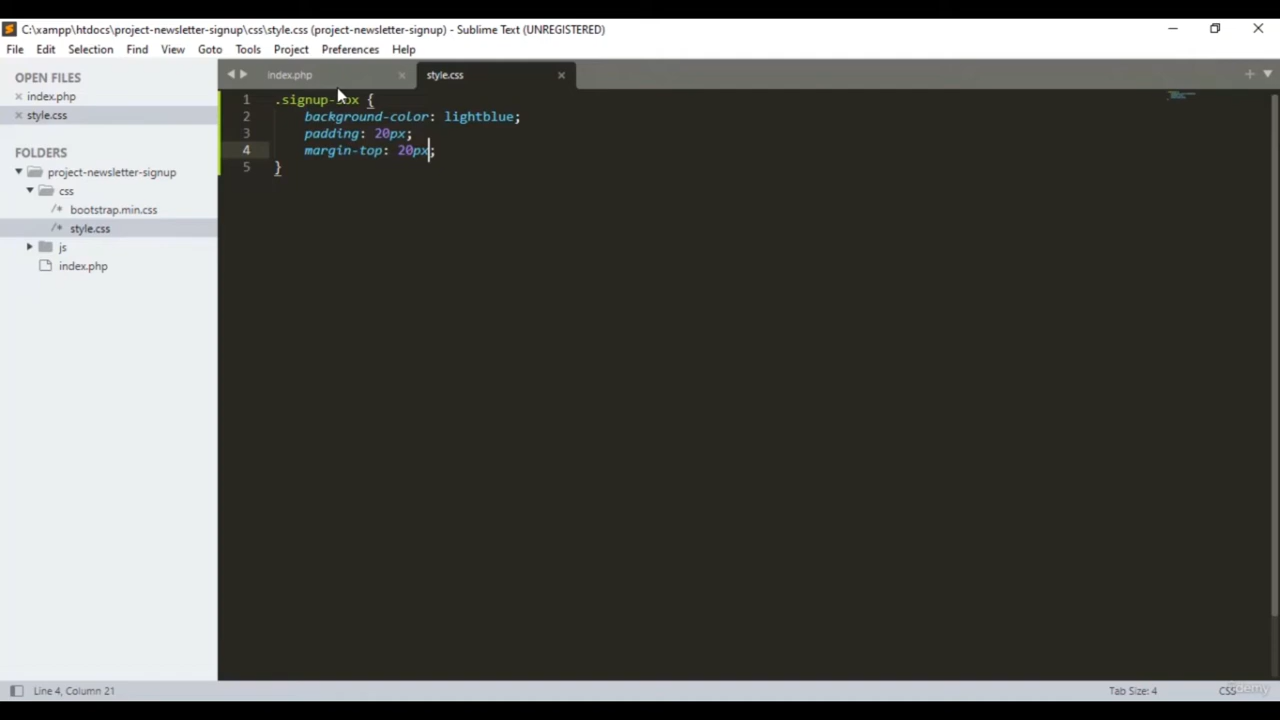 C:\xampp\htdocs\project-newsletter-signup\css\style.css (project-newsletter-signup) - Sublime Text (UNREGISTERED)
File Edit Selection Find View Goto Tools Project Preferences Help
OPEN FILES
index.php
style.css
FOLDERS
project-newsletter-signup
css
/* bootstrap.min.css
/* style.css
js
index.php
index.php
style.css
1 .signup-box {
2 background-color: lightblue;
3 padding: 20px;
4 margin-top: 20px;
5 }
Line 4, Column 21
Tab Size: 4
CSS